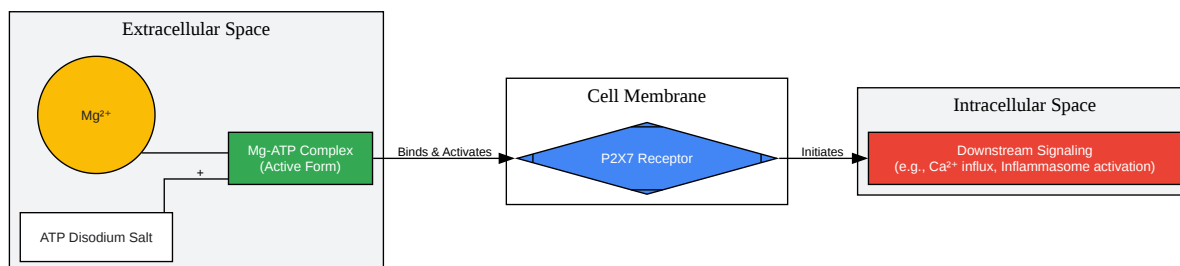 Extracellular Space
Mg²⁺
+
ATP Disodium Salt
Mg-ATP Complex
(Active Form)
Binds & Activates
Cell Membrane
P2X7 Receptor
Initiates
Intracellular Space
Downstream Signaling
(e.g., Ca²⁺ influx, Inflammasome activation)